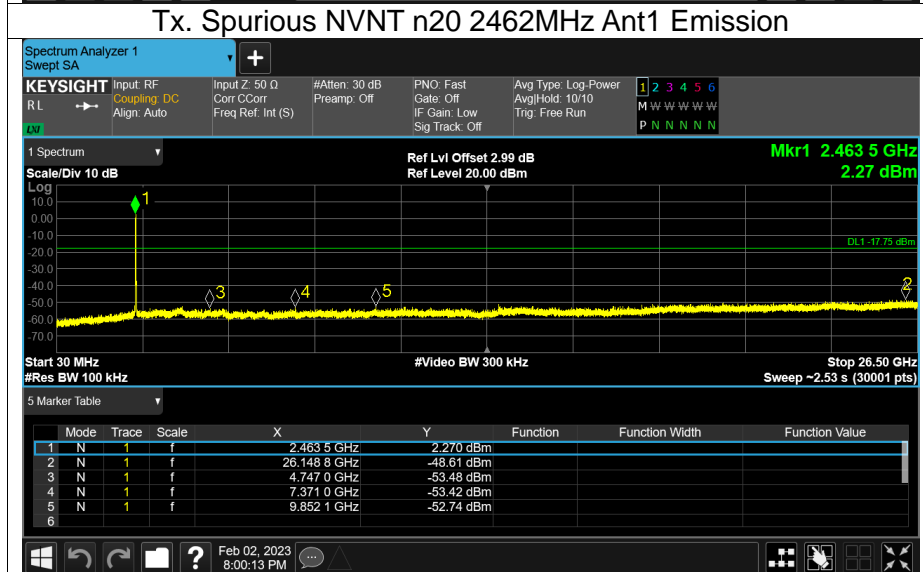 Tx. Spurious NVNT n20 2462MHz Ant1 Emission
Spectrum Analyzer 1
Swept SA
+
KEYSIGHT Input: RF Input Z: 50 Ω #Atten: 30 dB PNO: Fast Avg Type: Log-Power 1 2 3 4 5 6
R L Coupling: DC Corr CCorr Preamp: Off Gate: Off Avg|Hold: 10/10 M W W W W W
Align: Auto Freq Ref: Int (S) IF Gain: Low Trig: Free Run
LXI Sig Track: Off P N N N N N
1 Spectrum Ref Lvl Offset 2.99 dB Mkr1 2.463 5 GHz
Scale/Div 10 dB Ref Level 20.00 dBm 2.27 dBm
Log
10.0 1
0.00
-10.0
DL1 -17.75 dBm
-20.0
-30.0
-40.0
3 4 5 2
-50.0
-60.0
-70.0
Start 30 MHz #Video BW 300 kHz Stop 26.50 GHz
#Res BW 100 kHz Sweep ~2.53 s (30001 pts)
5 Marker Table
Mode Trace Scale X Y Function Function Width Function Value
1 N 1 f 2.463 5 GHz 2.270 dBm
2 N 1 f 26.148 8 GHz -48.61 dBm
3 N 1 f 4.747 0 GHz -53.48 dBm
4 N 1 f 7.371 0 GHz -53.42 dBm
5 N 1 f 9.852 1 GHz -52.74 dBm
6
? Feb 02, 2023
8:00:13 PM